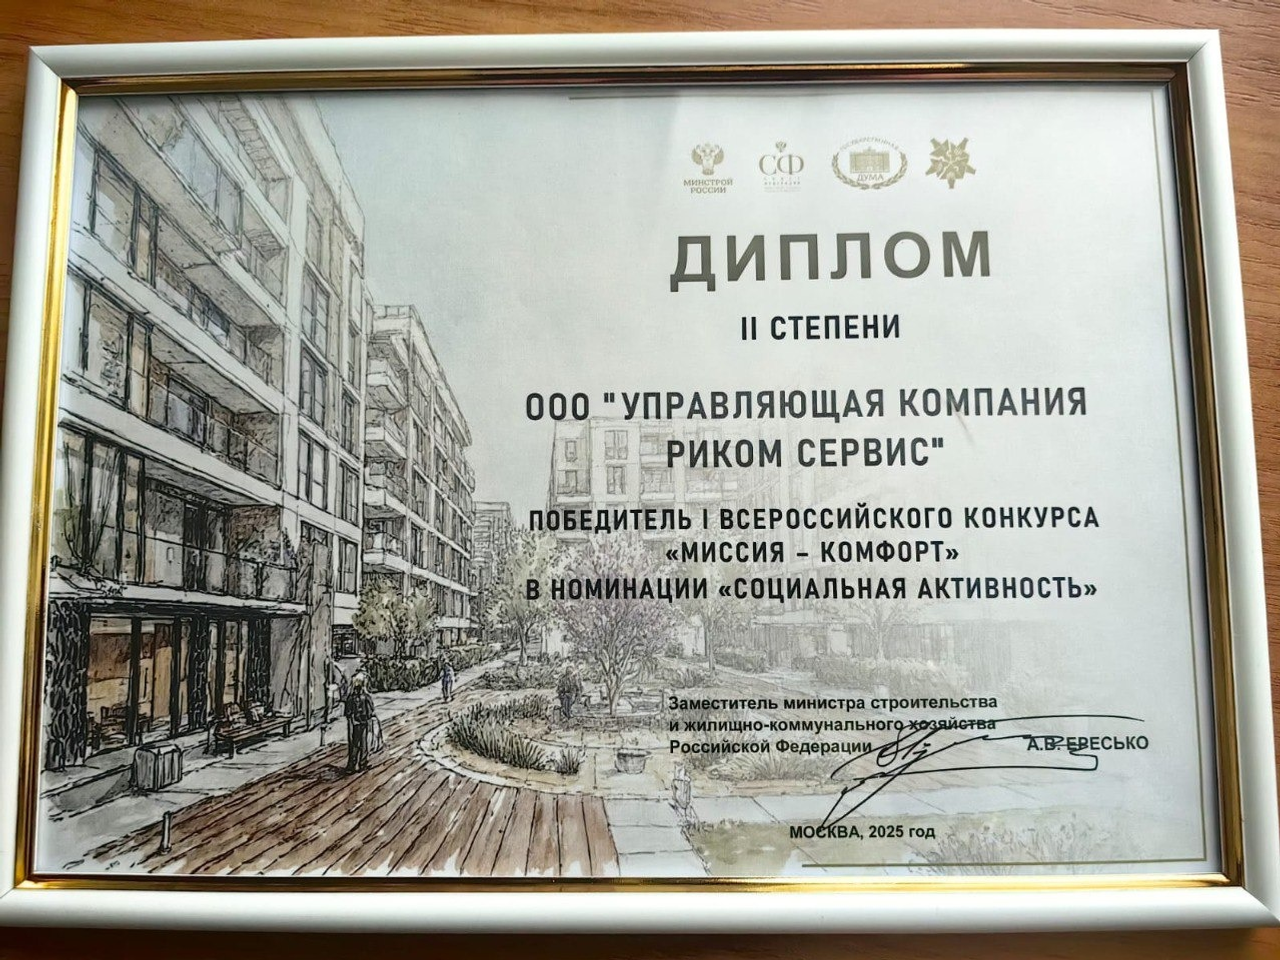 МИНСТРОЙ
РОССИИ
СФ
ДУМА
ДИПЛОМ
II СТЕПЕНИ
ООО "УПРАВЛЯЮЩАЯ КОМПАНИЯ
РИКОМ СЕРВИС"
ПОБЕДИТЕЛЬ I ВСЕРОССИЙСКОГО КОНКУРСА
«МИССИЯ – КОМФОРТ»
В НОМИНАЦИИ «СОЦИАЛЬНАЯ АКТИВНОСТЬ»
Заместитель министра строительства
и жилищно-коммунального хозяйства
Российской Федерации
А.В. ЕРЕСЬКО
МОСКВА, 2025 год